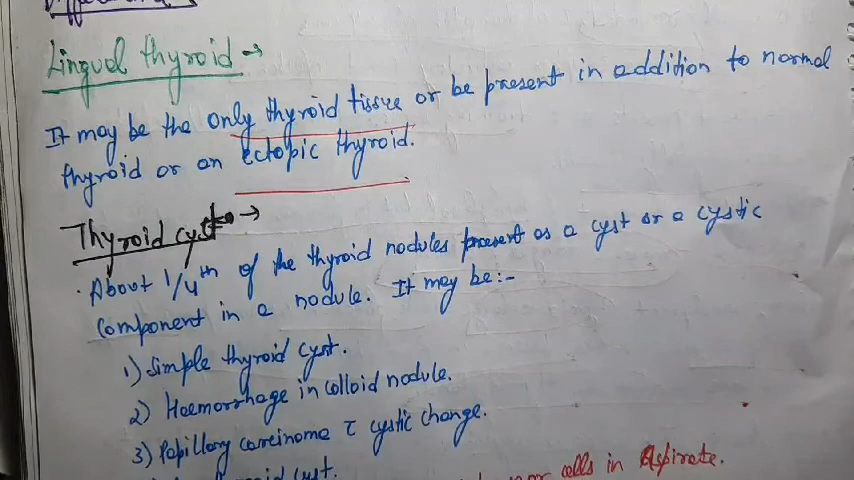 Lingual thyroid →
It may be the only thyroid tissue or be present in addition to normal
thyroid or an ectopic thyroid.
Thyroid cyst →
. About 1/4th of the thyroid nodules present as a cyst or a cystic
component in a nodule. It may be:-
1) Simple thyroid cyst.
2) Haemorrhage in colloid nodule.
3) Papillary carcinoma c cystic change.
cyst.
cells in Aspirate.